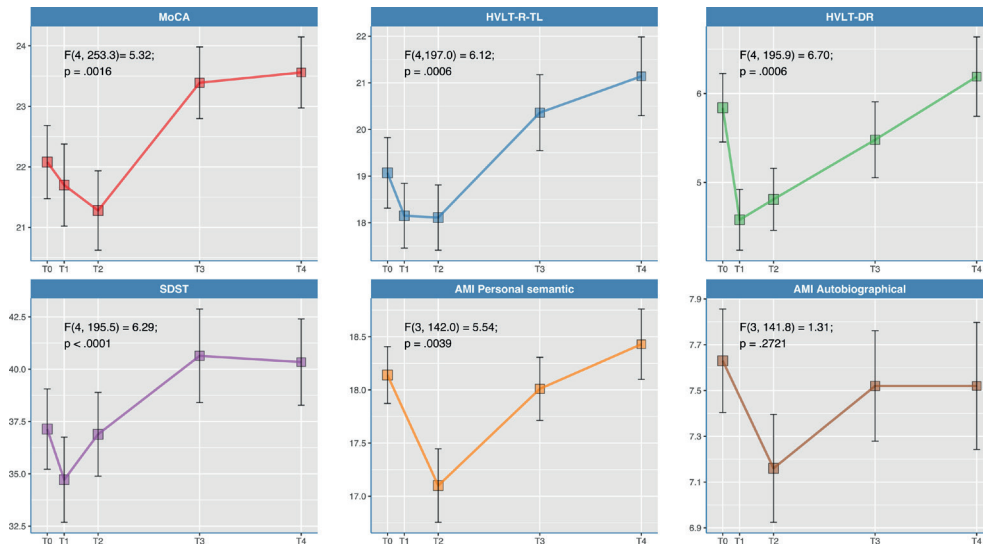 MoCA
F(4, 253.3)= 5.32;
p = .0016
24
23
22
21
T0 T1 T2 T3 T4
HVLT-R-TL
F(4,197.0) = 6.12;
p = .0006
22
21
20
19
18
T0 T1 T2 T3 T4
HVLT-DR
F(4, 195.9) = 6.70;
p = .0006
6
5
T0 T1 T2 T3 T4
SDST
F(4, 195.5) = 6.29;
p < .0001
42.5
40.0
37.5
35.0
32.5
T0 T1 T2 T3 T4
AMI Personal semantic
F(3, 142.0) = 5.54;
p = .0039
18.5
18.0
17.5
17.0
T0 T1 T2 T3 T4
AMI Autobiographical
F(3, 141.8) = 1.31;
p = .2721
7.9
7.7
7.5
7.3
7.1
6.9
T0 T1 T2 T3 T4